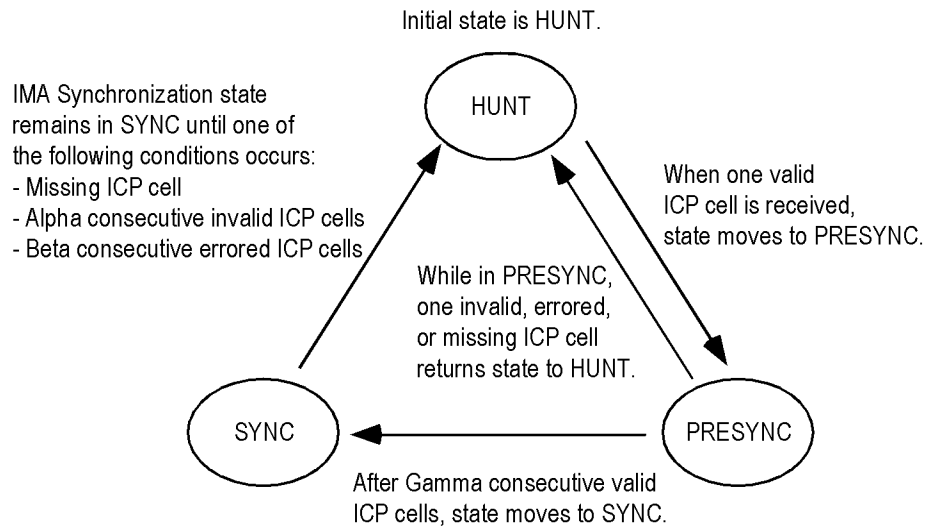 Initial state is HUNT.
HUNT
IMA Synchronization state
remains in SYNC until one of
the following conditions occurs:
- Missing ICP cell
- Alpha consecutive invalid ICP cells
- Beta consecutive errored ICP cells
When one valid
ICP cell is received,
state moves to PRESYNC.
While in PRESYNC,
one invalid, errored,
or missing ICP cell
returns state to HUNT.
SYNC
PRESYNC
After Gamma consecutive valid
ICP cells, state moves to SYNC.